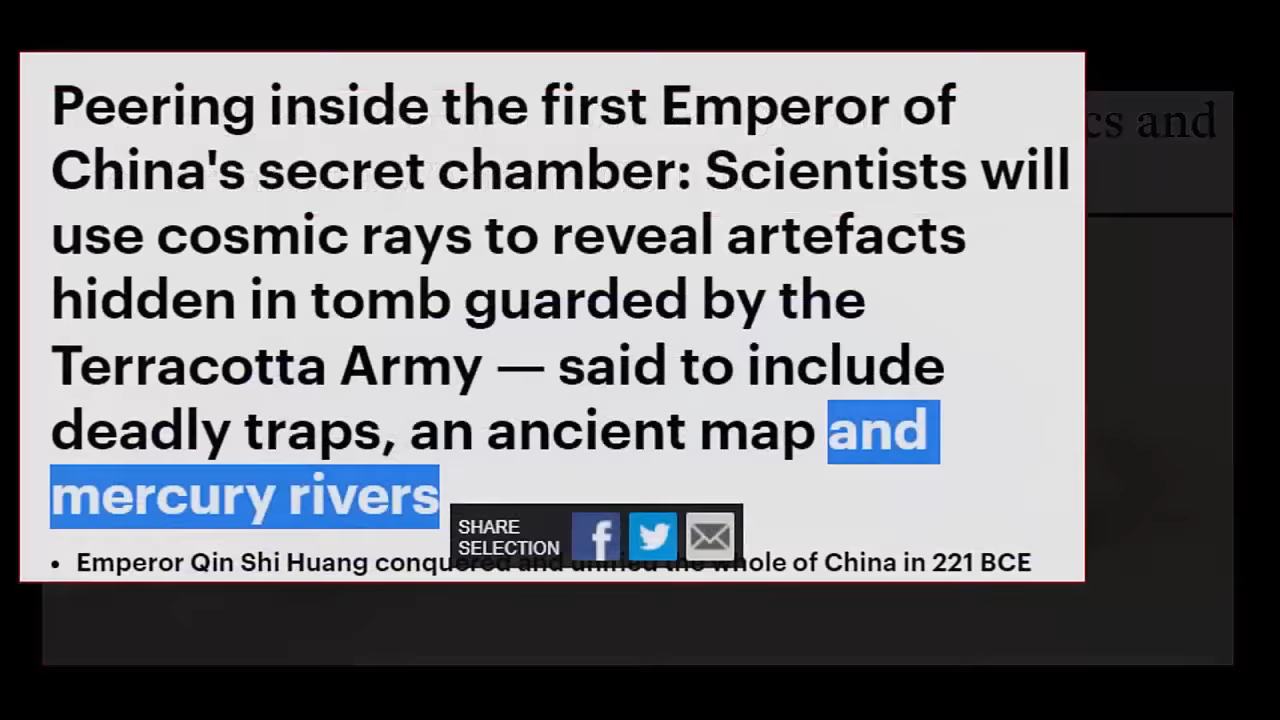 Peering inside the first Emperor of
China's secret chamber: Scientists will
use cosmic rays to reveal artefacts
hidden in tomb guarded by the
Terracotta Army — said to include
deadly traps, an ancient map and
mercury rivers
SHARE
SELECTION
• Emperor Qin Shi Huang conquered and unified the whole of China in 221 BCE
cs and